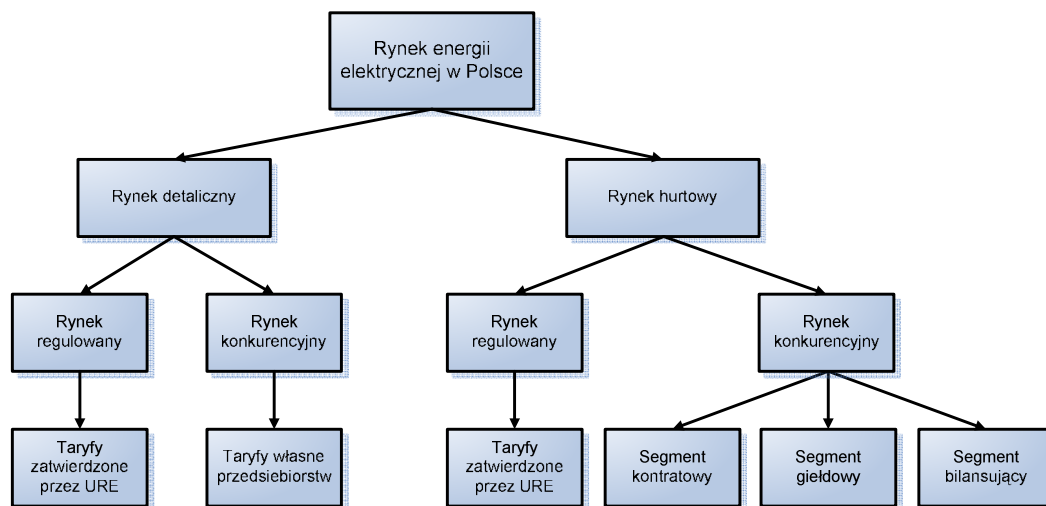 Rynek energii
elektrycznej w Polsce
Rynek detaliczny
Rynek hurtowy
Rynek
regulowany
Rynek
konkurencyjny
Rynek
regulowany
Rynek
konkurencyjny
Taryfy
zatwierdzone
przez URE
Taryfy własne
przedsiebiorstw
Taryfy
zatwierdzone
przez URE
Segment
kontratowy
Segment
giełdowy
Segment
bilansujący